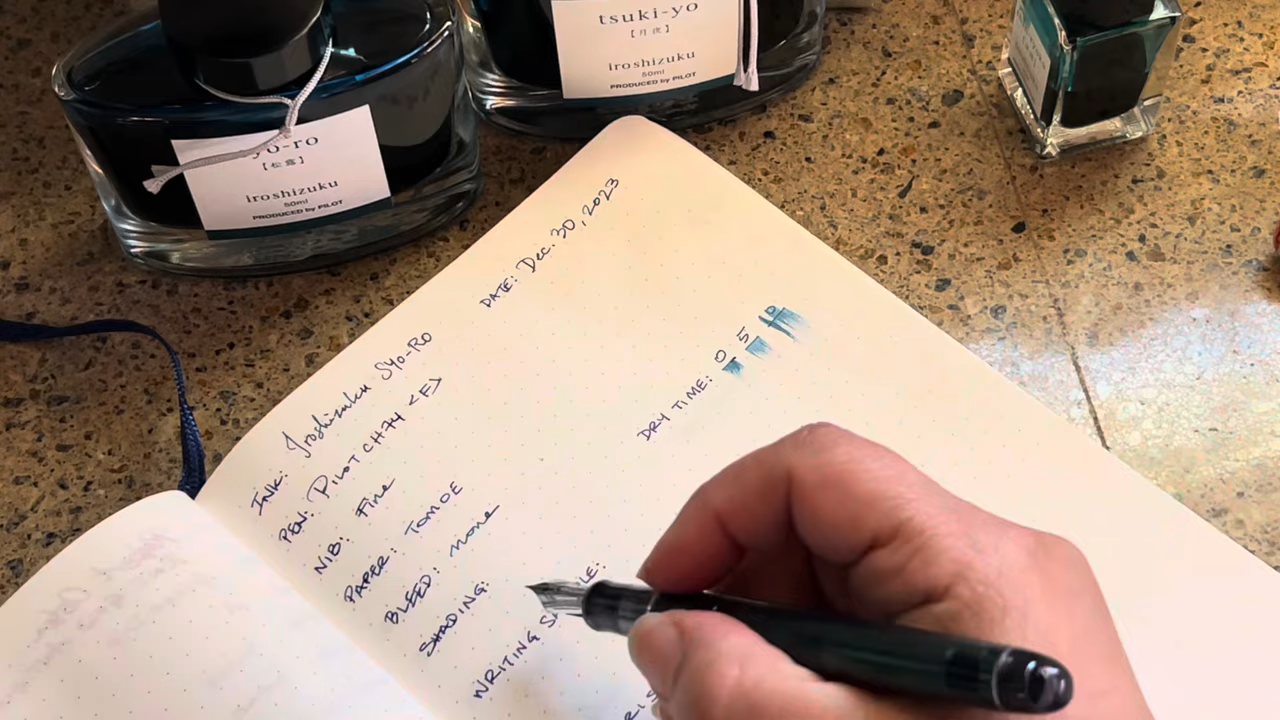 tsuki-yo
【月夜】
iroshizuku
50ml
PRODUCED by PILOT
yo-ro
【松露】
iroshizuku
50ml
PRODUCED by PILOT
DATE: Dec. 30, 2023
INK: Iroshizuku SYO-RO
PEN: PILOT CH74 <F>
NIB: Fine
PAPER: TOMOE
BLEED: none
SHADING:
DRY TIME: 0 5 10
WRITING